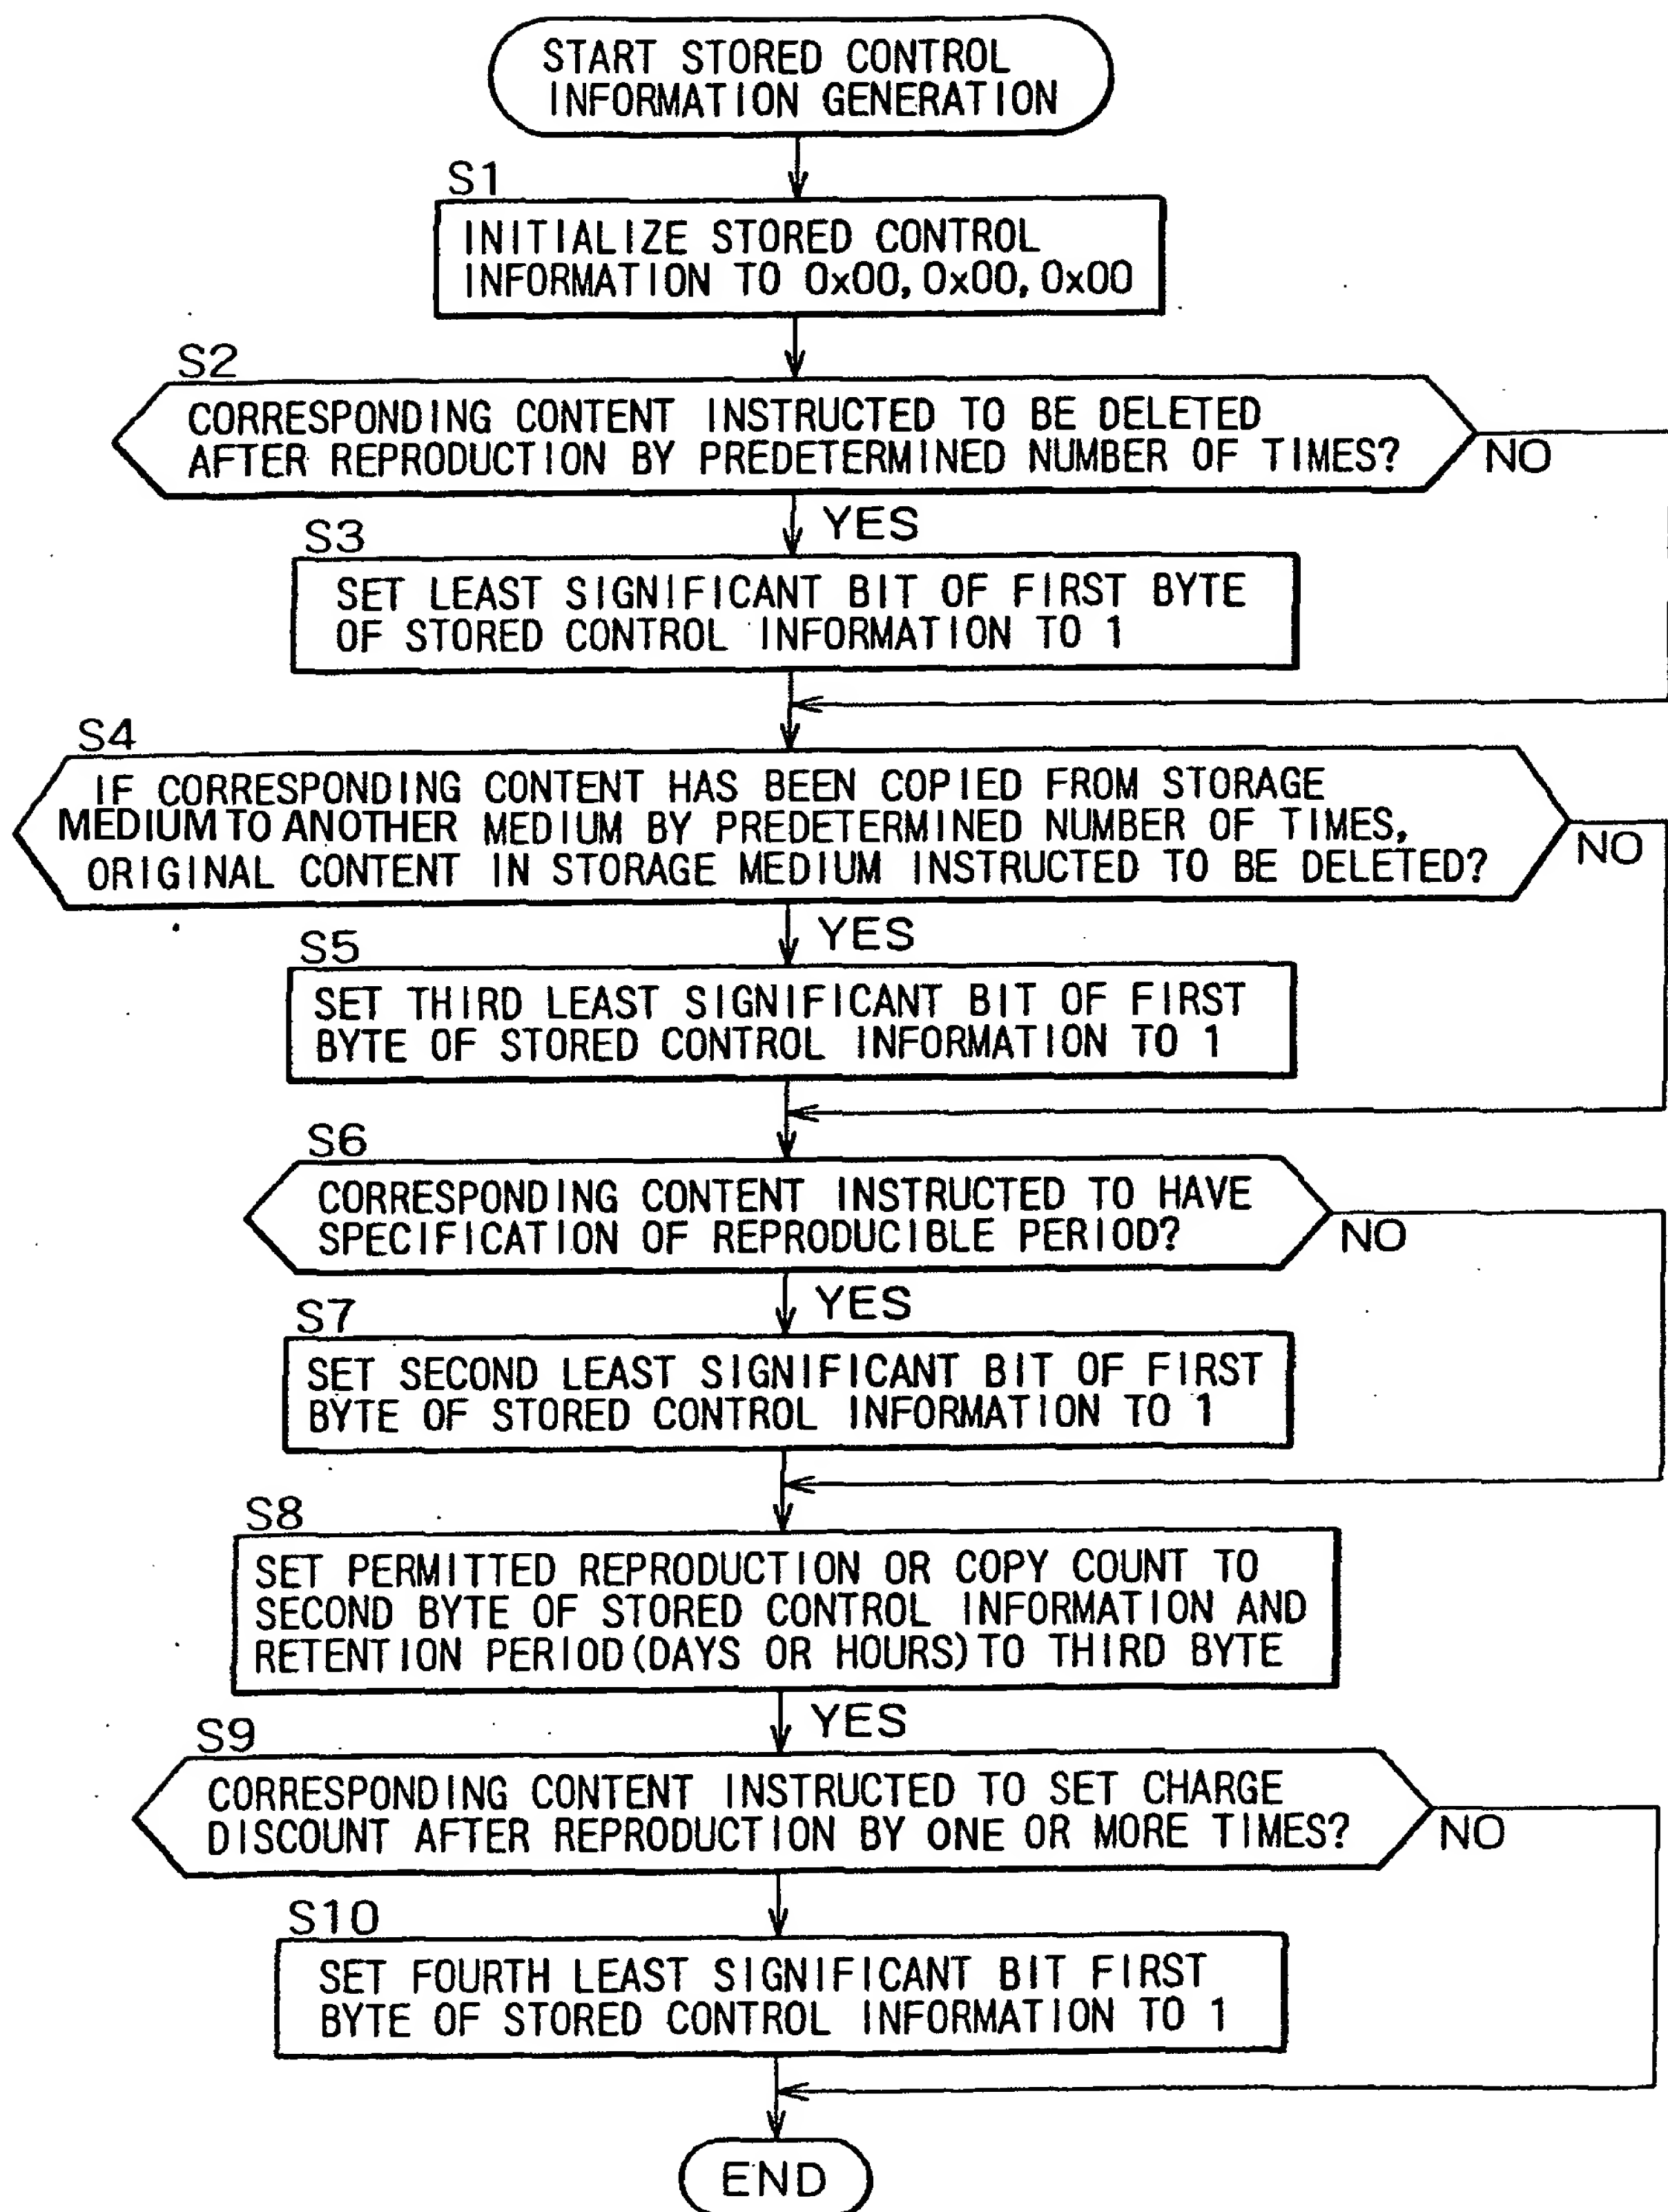 START STORED CONTROL
INFORMATION GENERATION
S1
INITIALIZE STORED CONTROL
INFORMATION TO 0x00, 0x00, 0x00
S2
CORRESPONDING CONTENT INSTRUCTED TO BE DELETED
AFTER REPRODUCTION BY PREDETERMINED NUMBER OF TIMES?
NO
YES
S3
SET LEAST SIGNIFICANT BIT OF FIRST BYTE
OF STORED CONTROL INFORMATION TO 1
S4
IF CORRESPONDING CONTENT HAS BEEN COPIED FROM STORAGE
MEDIUM TO ANOTHER MEDIUM BY PREDETERMINED NUMBER OF TIMES,
ORIGINAL CONTENT IN STORAGE MEDIUM INSTRUCTED TO BE DELETED?
NO
YES
S5
SET THIRD LEAST SIGNIFICANT BIT OF FIRST
BYTE OF STORED CONTROL INFORMATION TO 1
S6
CORRESPONDING CONTENT INSTRUCTED TO HAVE
SPECIFICATION OF REPRODUCIBLE PERIOD?
NO
YES
S7
SET SECOND LEAST SIGNIFICANT BIT OF FIRST
BYTE OF STORED CONTROL INFORMATION TO 1
S8
SET PERMITTED REPRODUCTION OR COPY COUNT TO
SECOND BYTE OF STORED CONTROL INFORMATION AND
RETENTION PERIOD (DAYS OR HOURS) TO THIRD BYTE
YES
S9
CORRESPONDING CONTENT INSTRUCTED TO SET CHARGE
DISCOUNT AFTER REPRODUCTION BY ONE OR MORE TIMES?
NO
S10
SET FOURTH LEAST SIGNIFICANT BIT FIRST
BYTE OF STORED CONTROL INFORMATION TO 1
END